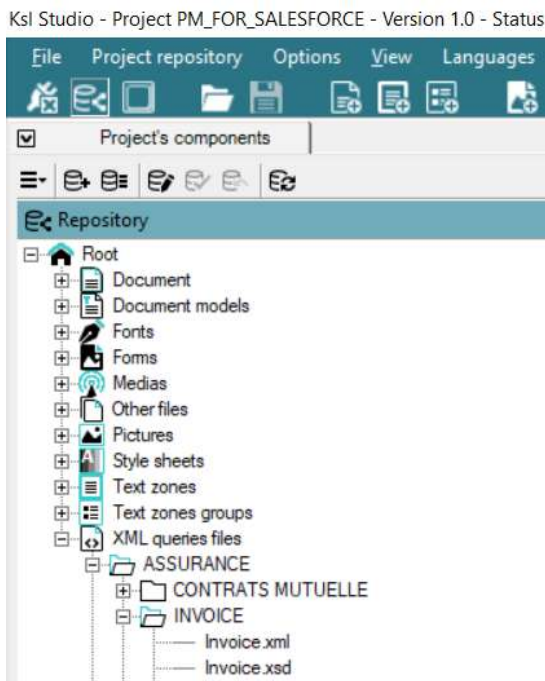 Ksl Studio - Project PM_FOR_SALESFORCE - Version 1.0 - Status
File Project repository Options View Languages
Project's components
Repository
Root
Document
Document models
Fonts
Forms
Medias
Other files
Pictures
Style sheets
Text zones
Text zones groups
XML queries files
ASSURANCE
CONTRATS MUTUELLE
INVOICE
Invoice.xml
Invoice.xsd